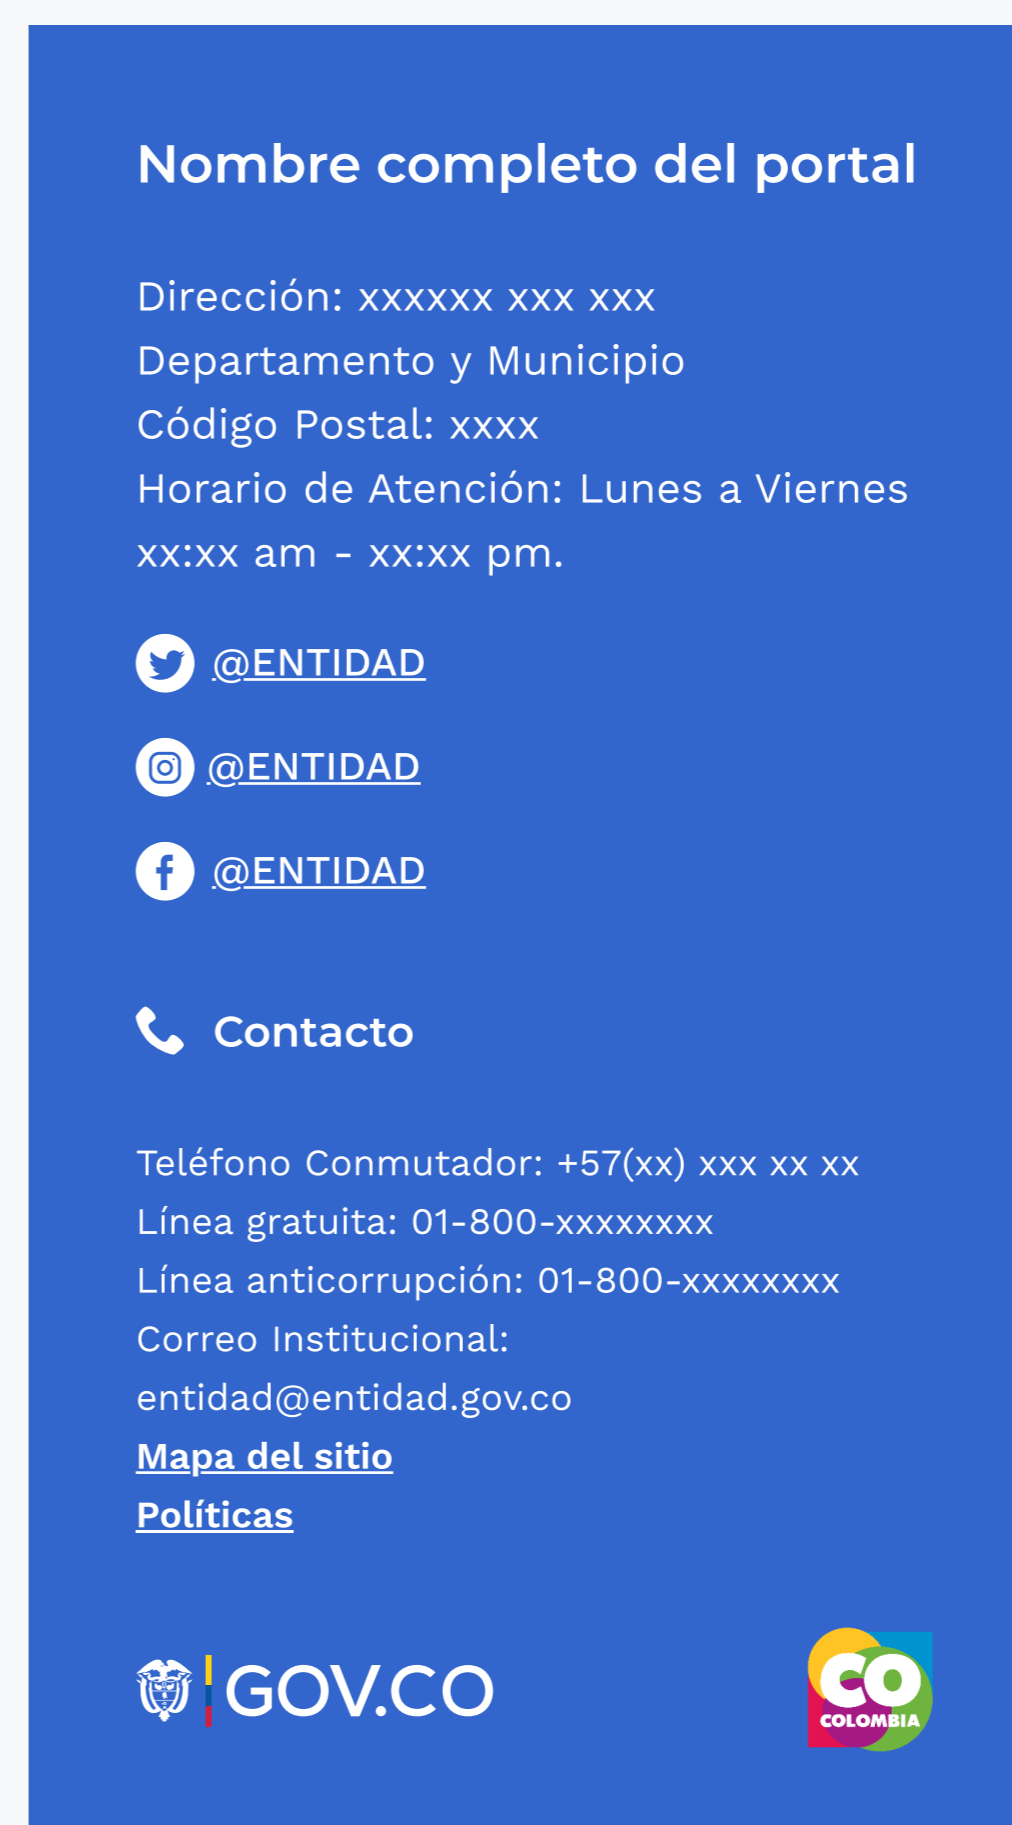 Nombre completo del portal
Dirección: xxxxxx xxx xxx
Departamento y Municipio
Código Postal: xxxx
Horario de Atención: Lunes a Viernes
xx:xx am - xx:xx pm.
@ENTIDAD
@ENTIDAD
@ENTIDAD
Contacto
Teléfono Conmutador: +57(xx) xxx xx xx
Línea gratuita: 01-800-xxxxxxxx
Línea anticorrupción: 01-800-xxxxxxxx
Correo Institucional:
entidad@entidad.gov.co
Mapa del sitio
Políticas
GOV.CO
CO
COLOMBIA